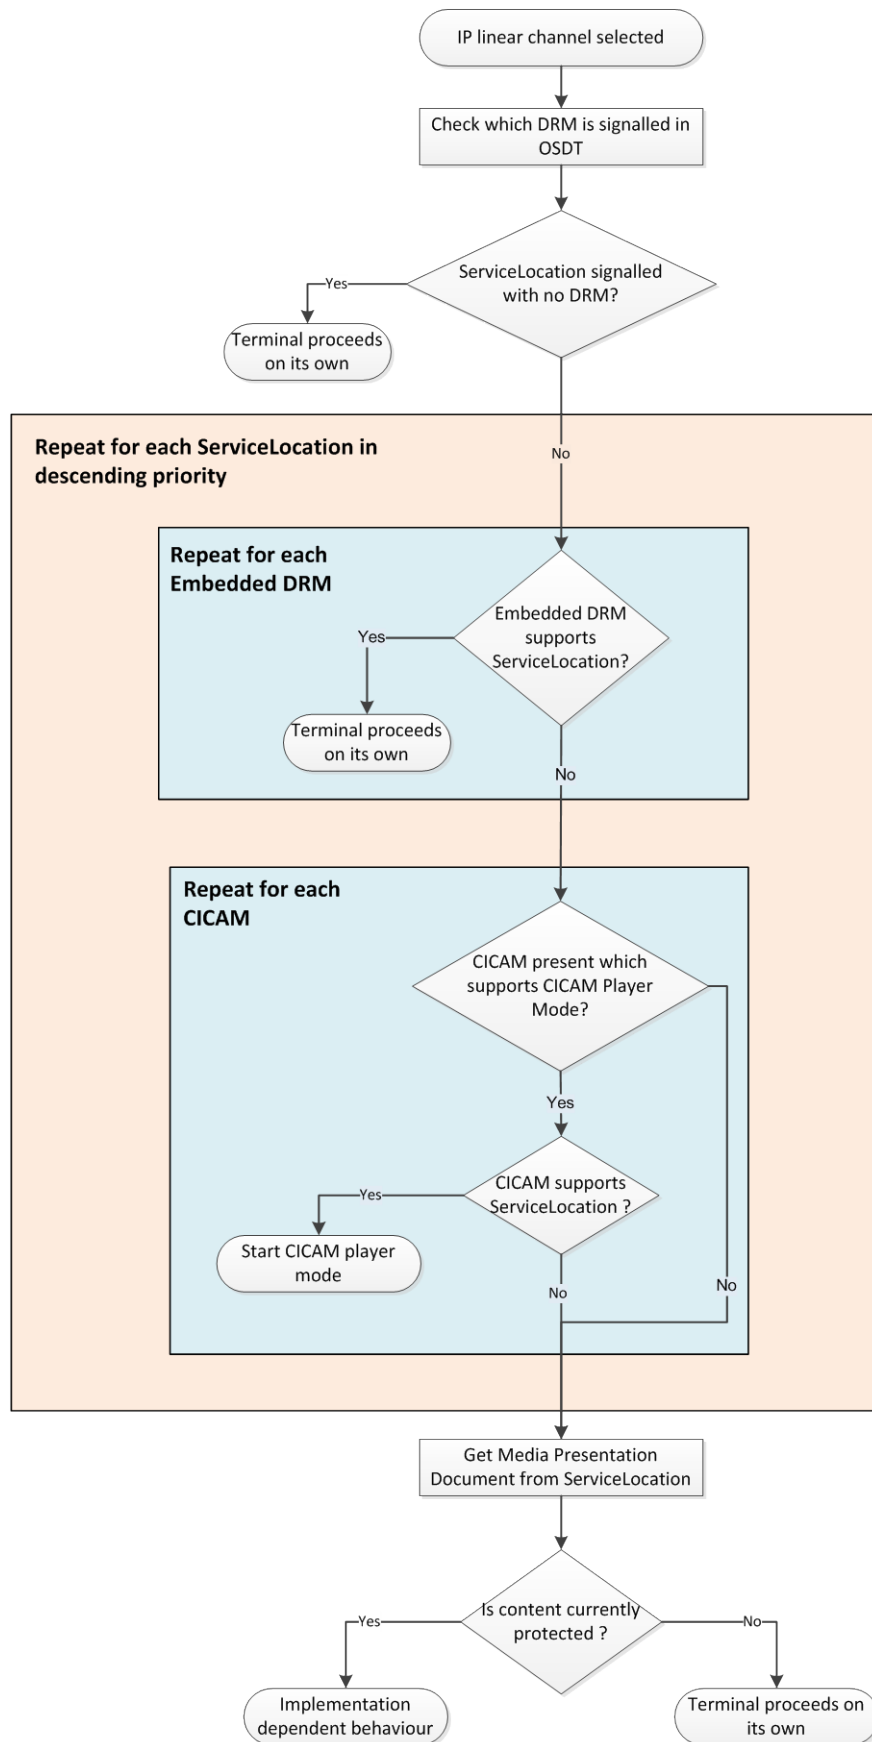 IP linear channel selected
Check which DRM is signalled in
OSDT
ServiceLocation signalled
with no DRM?
Yes
Terminal proceeds
on its own
No
Repeat for each ServiceLocation in
descending priority
Repeat for each
Embedded DRM
Embedded DRM
supports
ServiceLocation?
Yes
Terminal proceeds
on its own
No
Repeat for each
CICAM
CICAM present which
supports CICAM Player
Mode?
Yes
CICAM supports
ServiceLocation ?
Yes
Start CICAM player
mode
No
No
Get Media Presentation
Document from ServiceLocation
Is content currently
protected ?
Yes
No
Implementation
dependent behaviour
Terminal proceeds on
its own